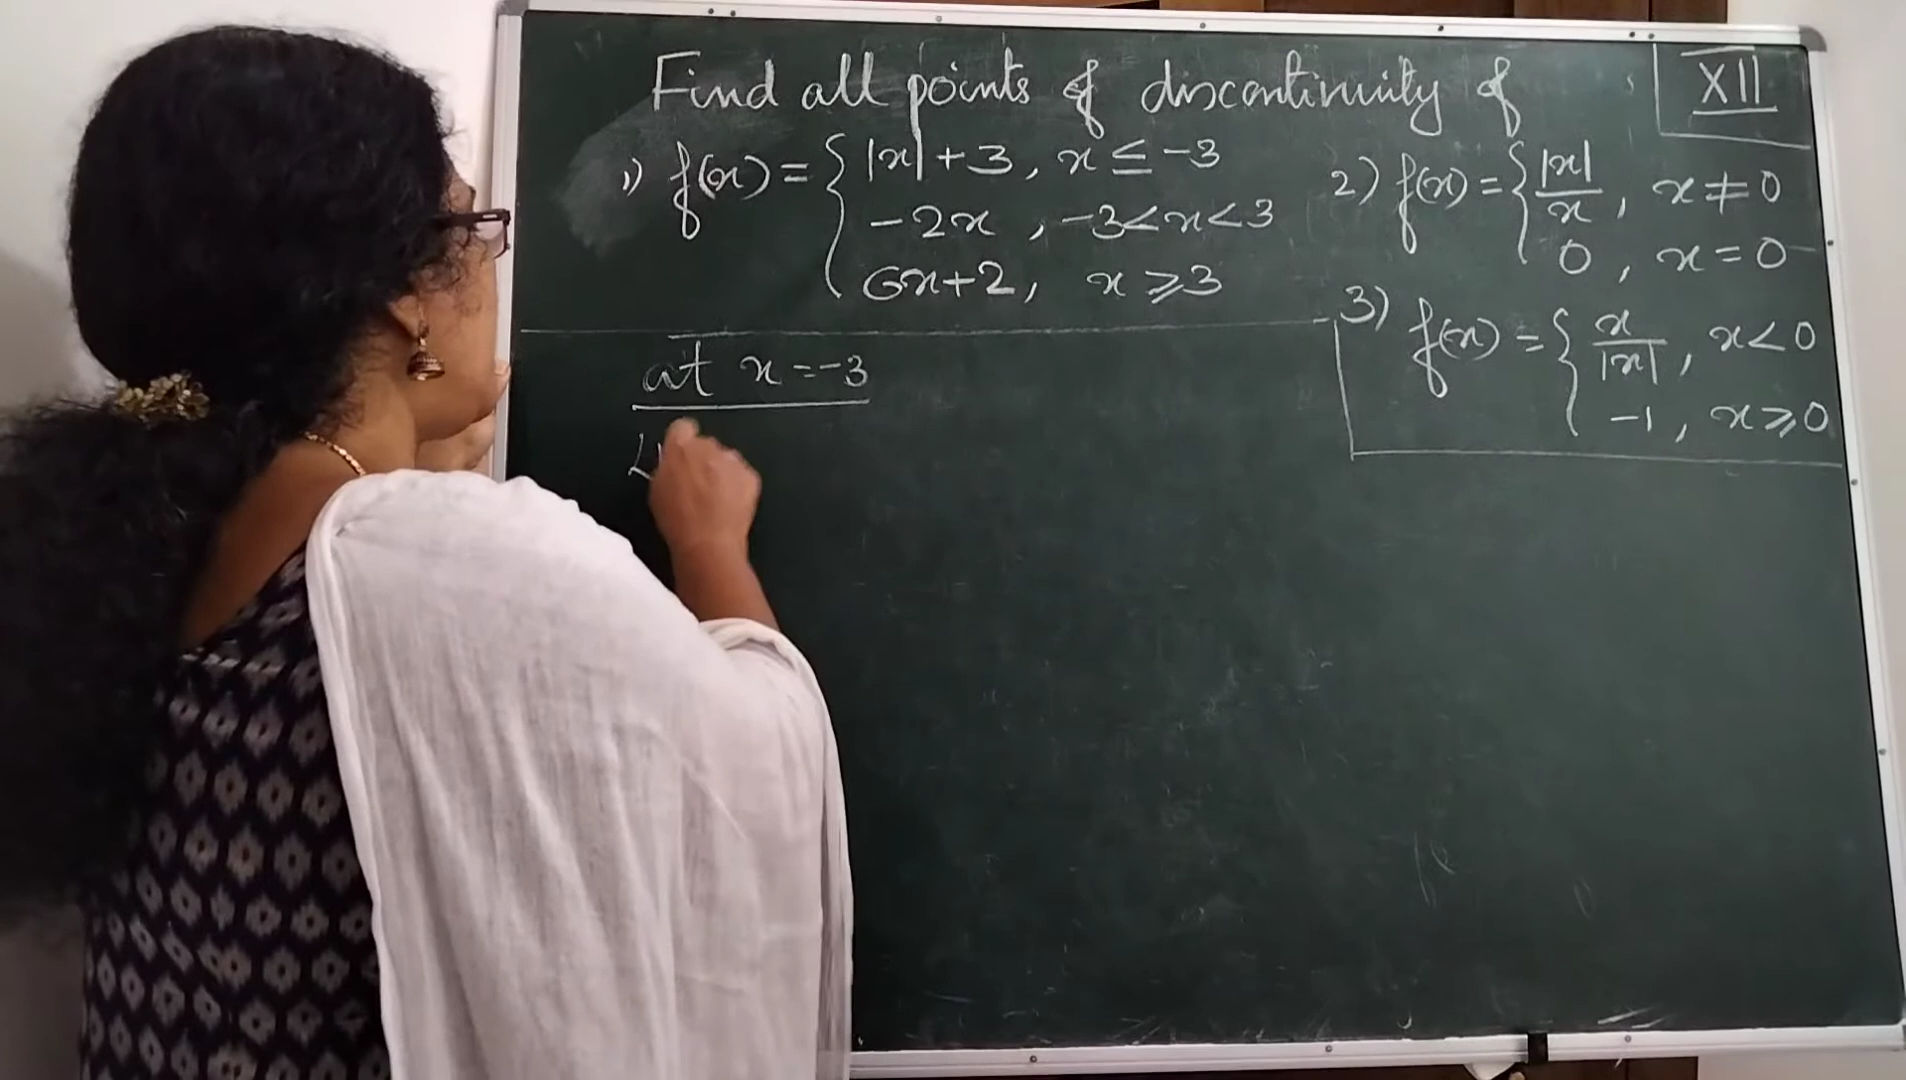 Find all points of discontinuity of
XII
1) f(x) = { |x| + 3, x ≤ -3
-2x , -3<x<3
6x+2, x ⩾ 3
2) f(x) = { |x|/x , x ≠ 0
0 , x = 0
3) f(x) = { x/|x| , x < 0
-1 , x ⩾ 0
at x = -3